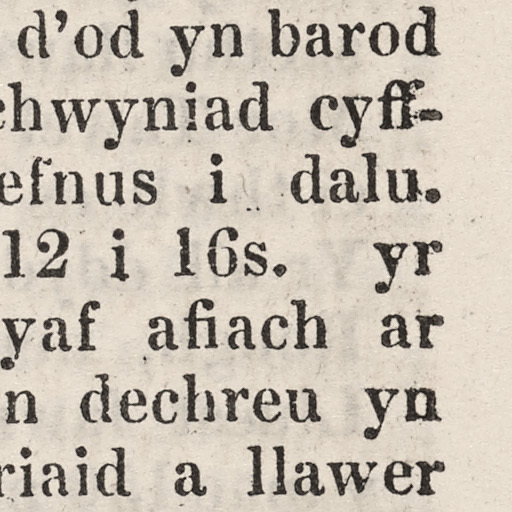 d’od yn barod
chwyniad cyff-
efnus i dalu.
12 i 16s. yr
yaf afiach ar
n dechreu yn
riaid a llawer